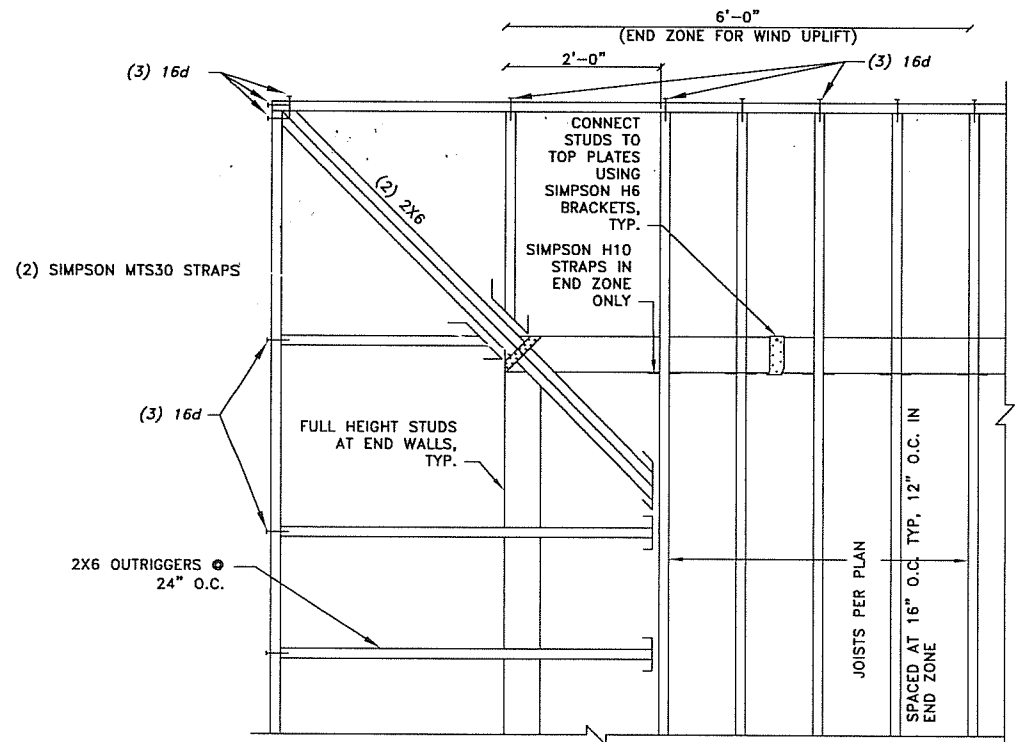 6'-0"
(END ZONE FOR WIND UPLIFT)
2'-0"
(3) 16d
(3) 16d
CONNECT
STUDS TO
TOP PLATES
USING
SIMPSON H6
BRACKETS,
TYP.
(2) 2X6
SIMPSON H10
STRAPS IN
END ZONE
ONLY
(2) SIMPSON MTS30 STRAPS
(3) 16d
FULL HEIGHT STUDS
AT END WALLS,
TYP.
2X6 OUTRIGGERS @
24" O.C.
JOISTS PER PLAN
SPACED AT 16" O.C. TYP, 12" O.C. IN
END ZONE